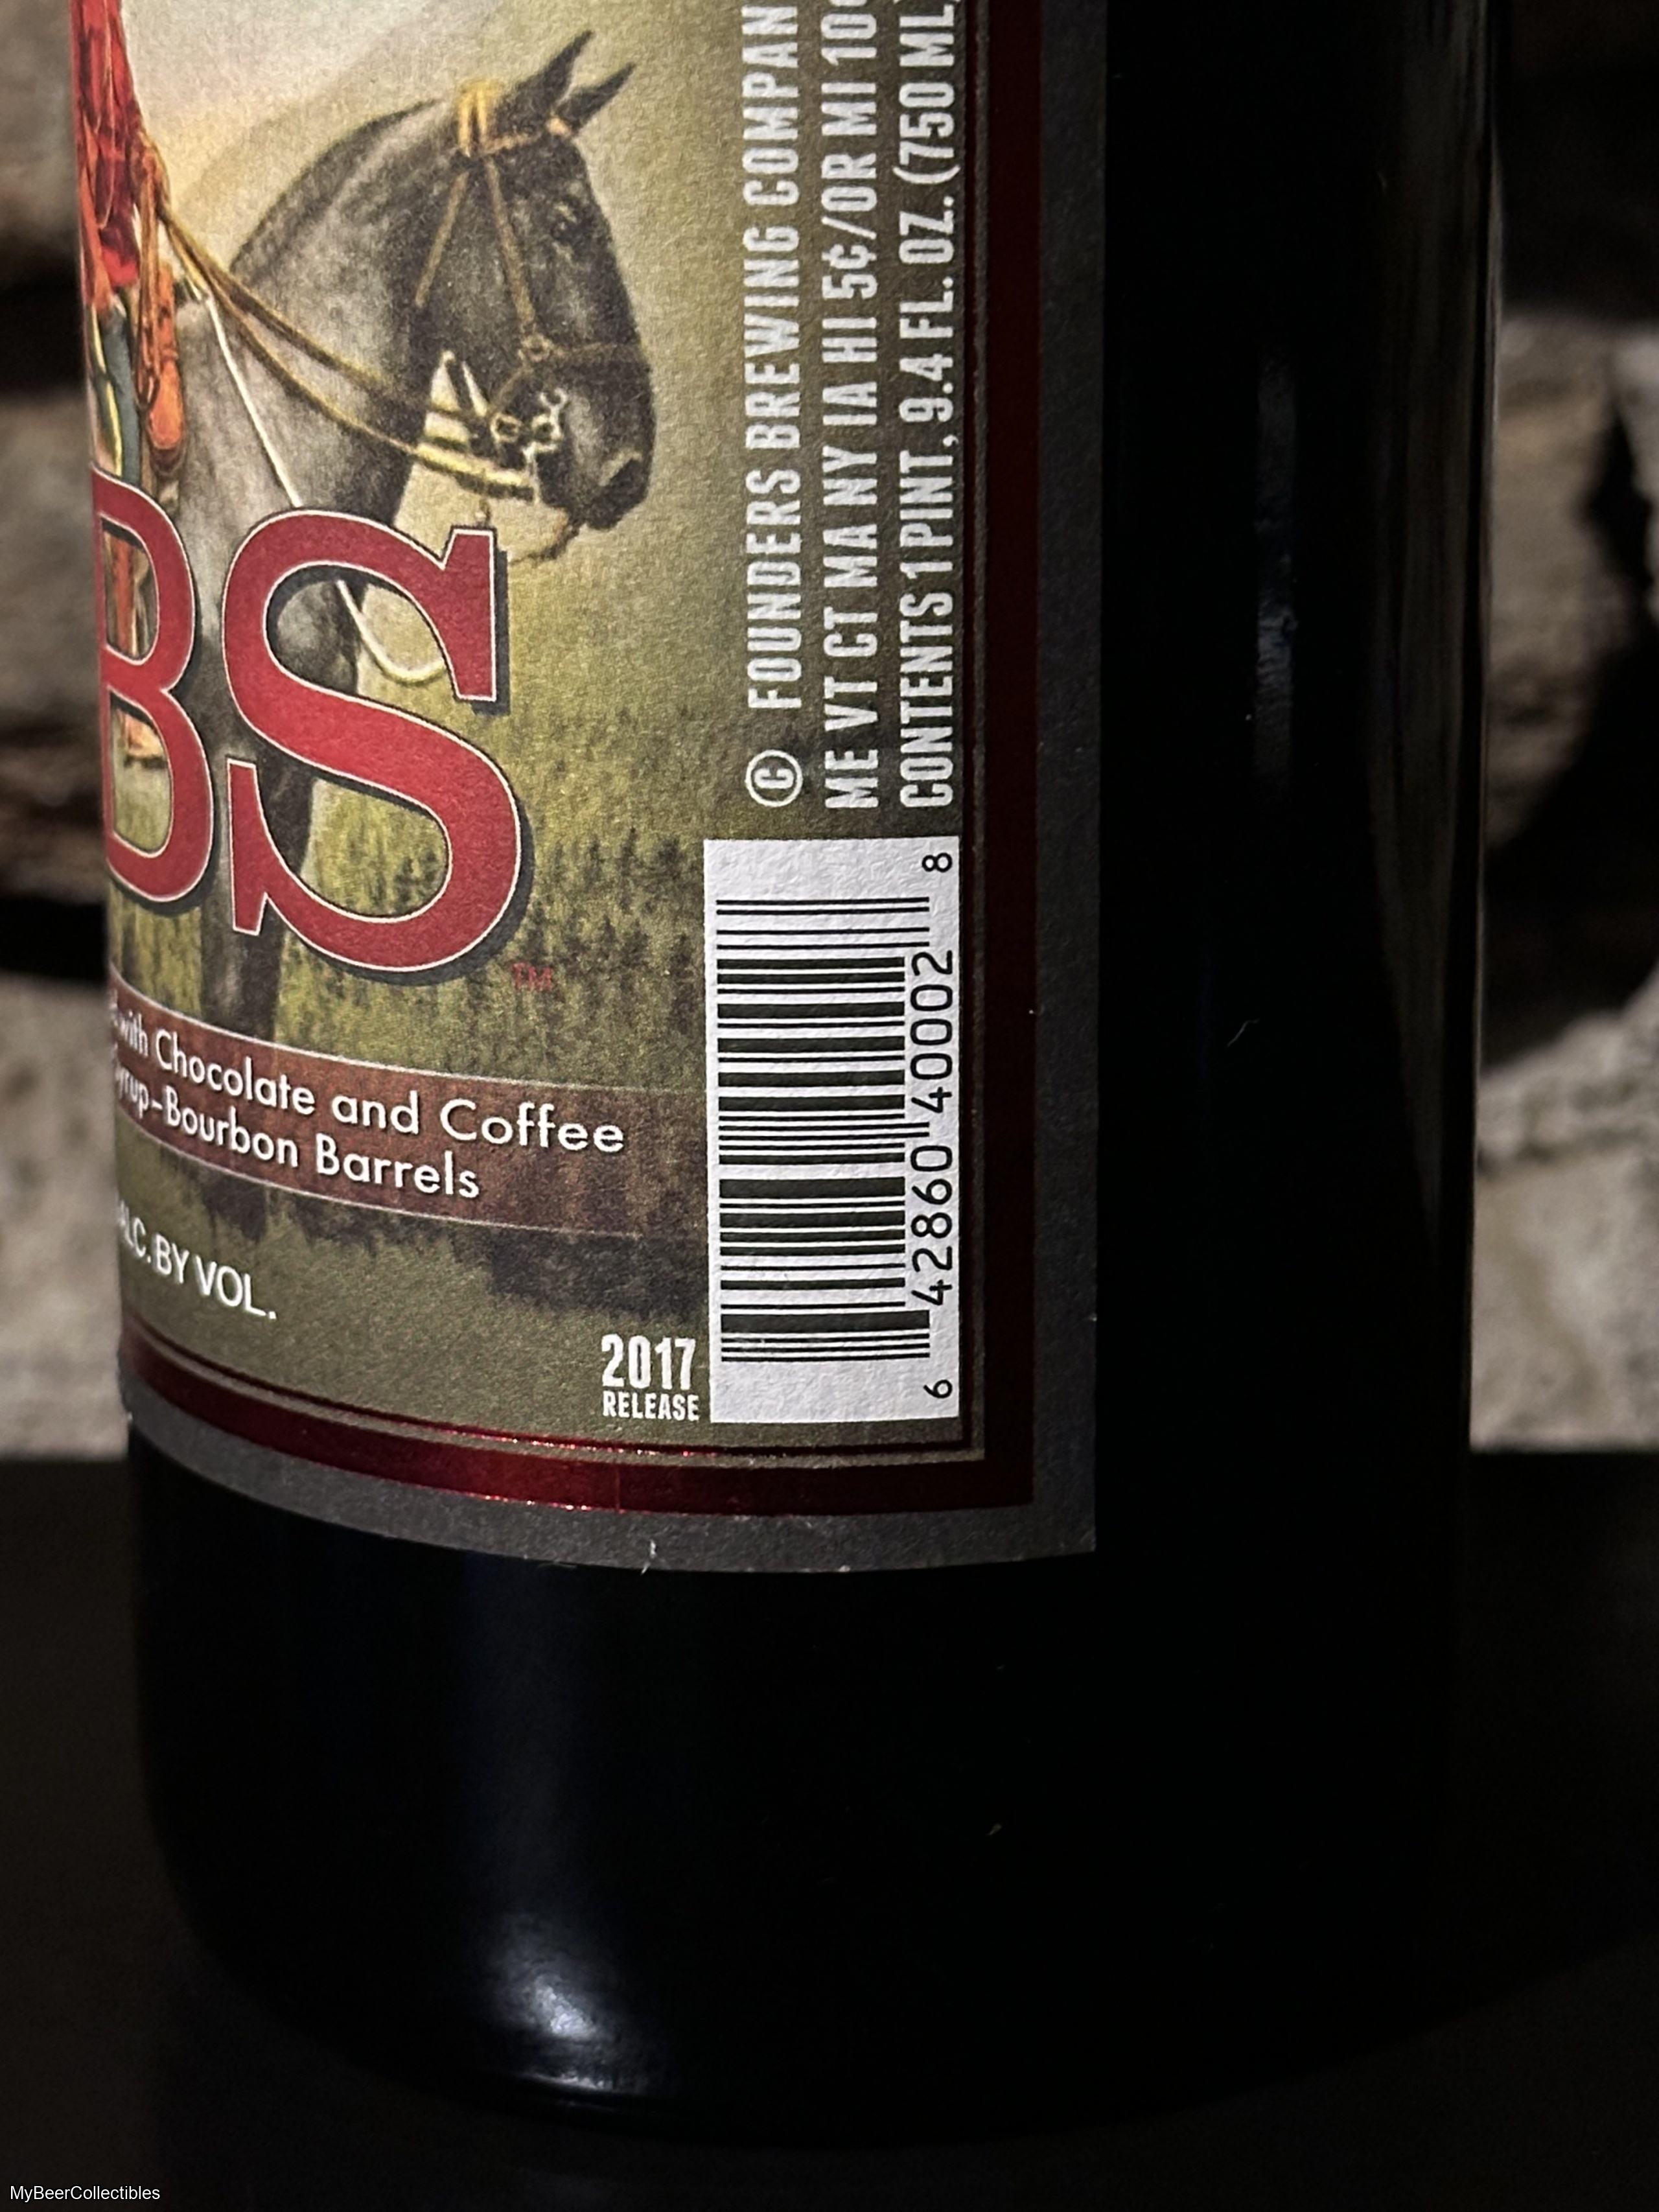 BS
TM
with Chocolate and Coffee
Syrup-Bourbon Barrels
ALC. BY VOL.
2017
RELEASE
© FOUNDERS BREWING COMPAN
ME VT CT MA NY IA HI 5¢/OR MI 10¢
CONTENTS 1 PINT, 9.4 FL. OZ. (750 ML)
6 42860 40002 8
MyBeerCollectibles